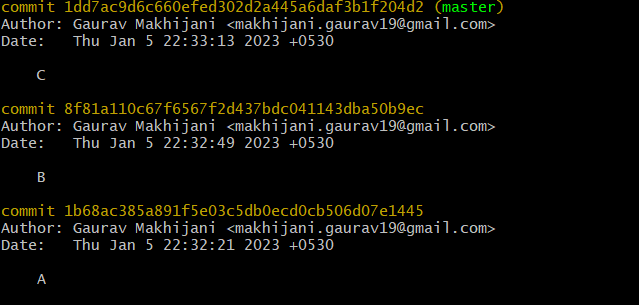 commit 1dd7ac9d6c660efed302d2a445a6daf3b1f204d2 (master)
Author: Gaurav Makhijani <makhijani.gaurav19@gmail.com>
Date:   Thu Jan 5 22:33:13 2023 +0530
C
commit 8f81a110c67f6567f2d437bdc041143dba50b9ec
Author: Gaurav Makhijani <makhijani.gaurav19@gmail.com>
Date:   Thu Jan 5 22:32:49 2023 +0530
B
commit 1b68ac385a891f5e03c5db0ecd0cb506d07e1445
Author: Gaurav Makhijani <makhijani.gaurav19@gmail.com>
Date:   Thu Jan 5 22:32:21 2023 +0530
A